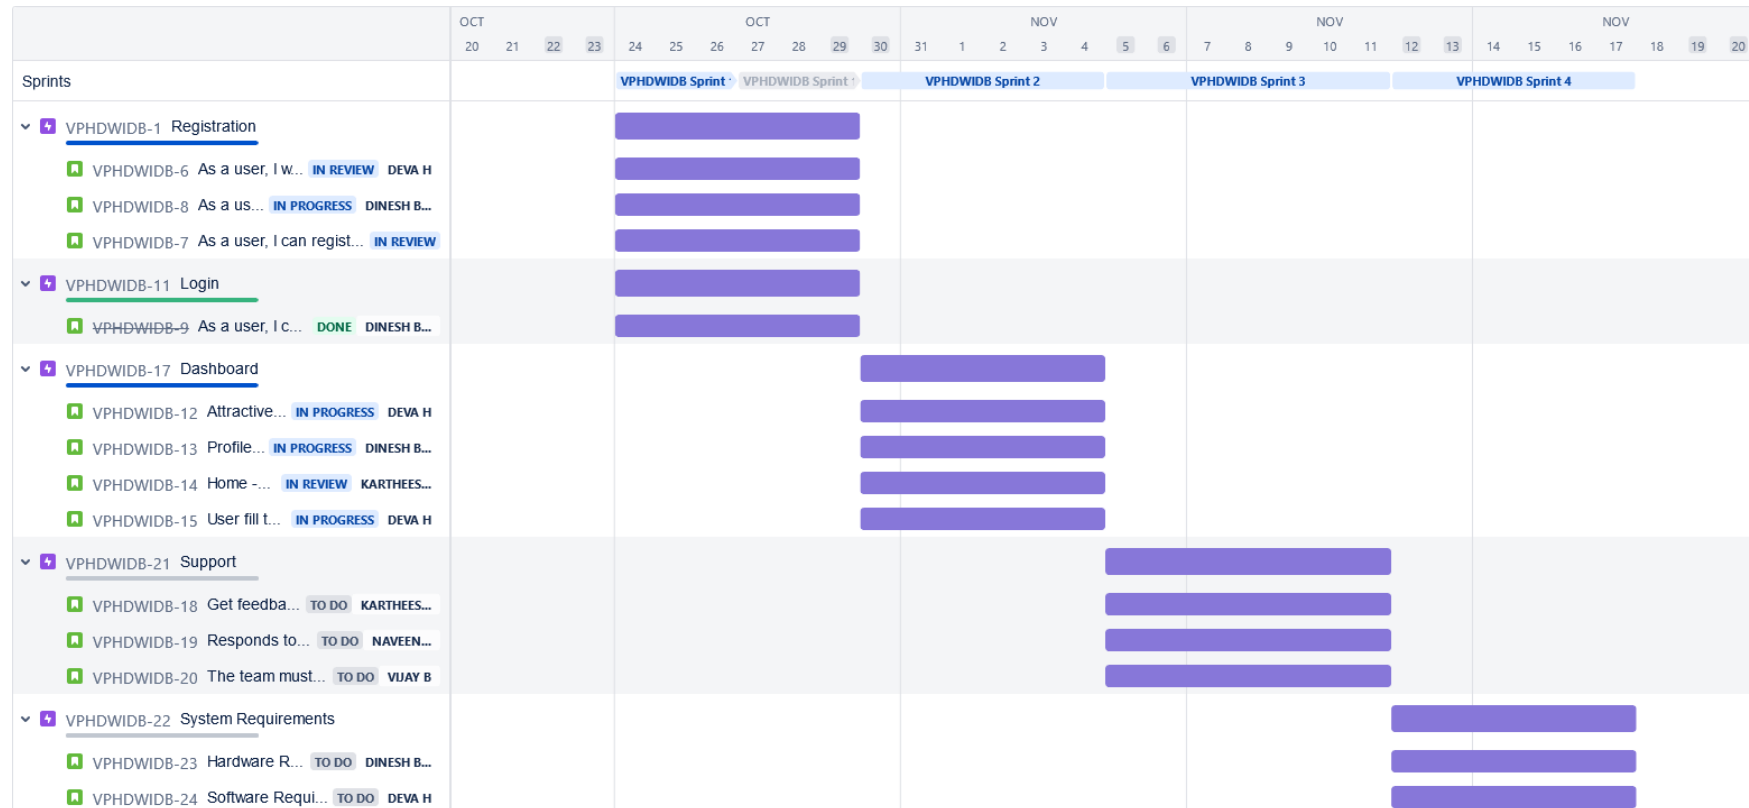 OCT OCT NOV NOV NOV
20 21 22 23 24 25 26 27 28 29 30 31 1 2 3 4 5 6 7 8 9 10 11 12 13 14 15 16 17 18 19 20
Sprints VPHDWIDB Sprint VPHDWIDB Sprint VPHDWIDB Sprint 2 VPHDWIDB Sprint 3 VPHDWIDB Sprint 4
VPHDWIDB-1 Registration
VPHDWIDB-6 As a user, I w... IN REVIEW DEVA H
VPHDWIDB-8 As a us... IN PROGRESS DINESH B...
VPHDWIDB-7 As a user, I can regist... IN REVIEW
VPHDWIDB-11 Login
VPHDWIDB-9 As a user, I c... DONE DINESH B...
VPHDWIDB-17 Dashboard
VPHDWIDB-12 Attractive... IN PROGRESS DEVA H
VPHDWIDB-13 Profile... IN PROGRESS DINESH B...
VPHDWIDB-14 Home -... IN REVIEW KARTHEES...
VPHDWIDB-15 User fill t... IN PROGRESS DEVA H
VPHDWIDB-21 Support
VPHDWIDB-18 Get feedba... TO DO KARTHEES...
VPHDWIDB-19 Responds to... TO DO NAVEEN...
VPHDWIDB-20 The team must... TO DO VIJAY B
VPHDWIDB-22 System Requirements
VPHDWIDB-23 Hardware R... TO DO DINESH B...
VPHDWIDB-24 Software Requi... TO DO DEVA H